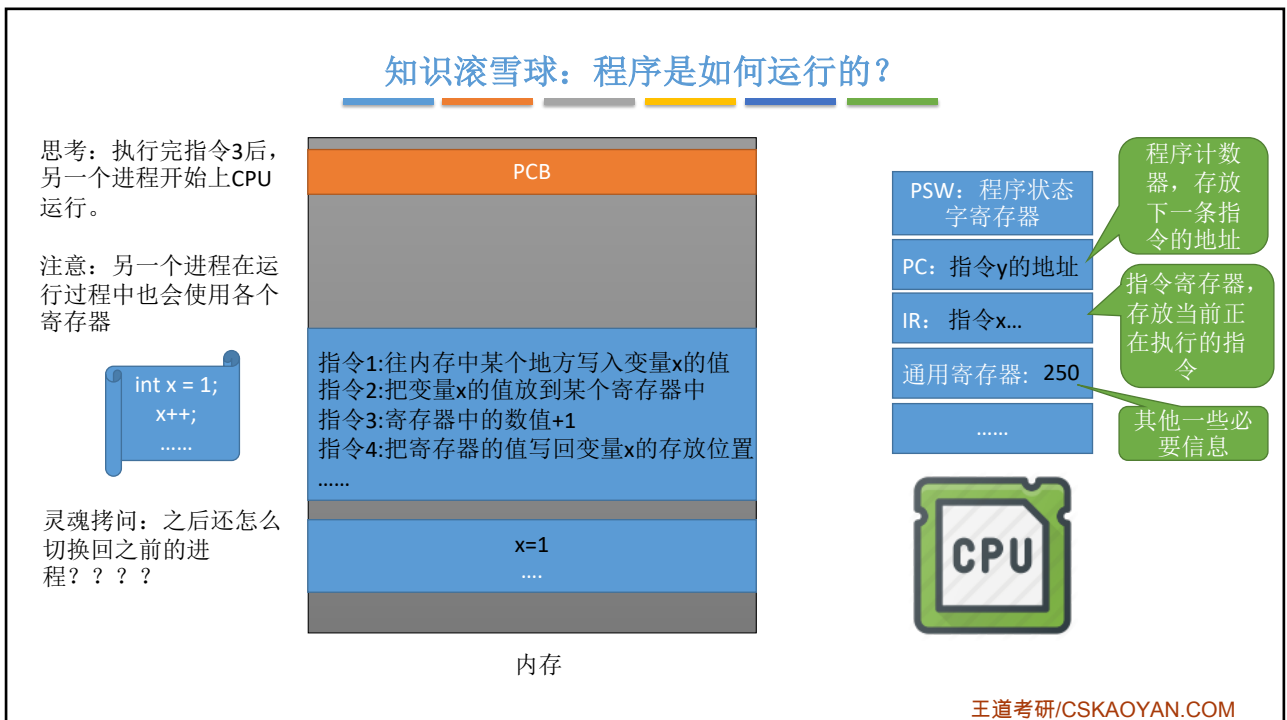 知识滚雪球：程序是如何运行的？
思考：执行完指令3后，
另一个进程开始上CPU
运行。
注意：另一个进程在运
行过程中也会使用各个
寄存器
int x = 1;
x++;
……
灵魂拷问：之后还怎么
切换回之前的进
程？？？？
PCB
指令1:往内存中某个地方写入变量x的值
指令2:把变量x的值放到某个寄存器中
指令3:寄存器中的数值+1
指令4:把寄存器的值写回变量x的存放位置
……
x=1
….
内存
PSW：程序状态
字寄存器
PC：指令y的地址
IR： 指令x…
通用寄存器: 250
……
程序计数
器，存放
下一条指
令的地址
指令寄存器，
存放当前正
在执行的指
令
其他一些必
要信息
CPU
王道考研/CSKAOYAN.COM